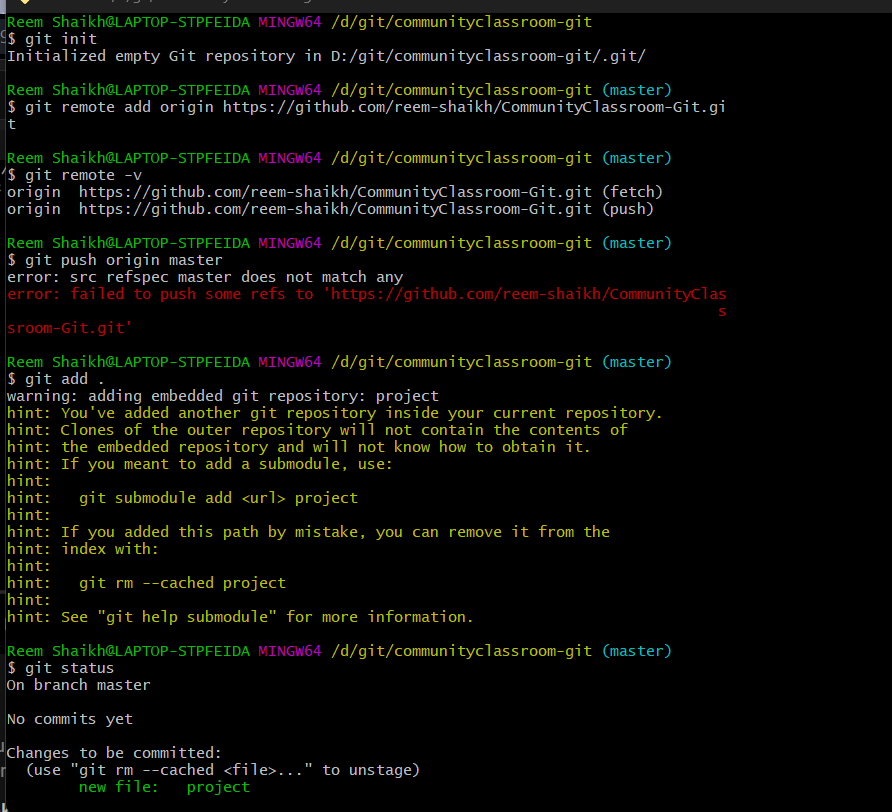 Reem Shaikh@LAPTOP-STPFEIDA MINGW64 /d/git/communityclassroom-git
$ git init
Initialized empty Git repository in D:/git/communityclassroom-git/.git/
Reem Shaikh@LAPTOP-STPFEIDA MINGW64 /d/git/communityclassroom-git (master)
$ git remote add origin https://github.com/reem-shaikh/CommunityClassroom-Git.gi
t
Reem Shaikh@LAPTOP-STPFEIDA MINGW64 /d/git/communityclassroom-git (master)
$ git remote -v
origin  https://github.com/reem-shaikh/CommunityClassroom-Git.git (fetch)
origin  https://github.com/reem-shaikh/CommunityClassroom-Git.git (push)
Reem Shaikh@LAPTOP-STPFEIDA MINGW64 /d/git/communityclassroom-git (master)
$ git push origin master
error: src refspec master does not match any
error: failed to push some refs to 'https://github.com/reem-shaikh/CommunityClas
s
sroom-Git.git'
Reem Shaikh@LAPTOP-STPFEIDA MINGW64 /d/git/communityclassroom-git (master)
$ git add .
warning: adding embedded git repository: project
hint: You've added another git repository inside your current repository.
hint: Clones of the outer repository will not contain the contents of
hint: the embedded repository and will not know how to obtain it.
hint: If you meant to add a submodule, use:
hint:
hint:   git submodule add <url> project
hint:
hint: If you added this path by mistake, you can remove it from the
hint: index with:
hint:
hint:   git rm --cached project
hint:
hint: See "git help submodule" for more information.
Reem Shaikh@LAPTOP-STPFEIDA MINGW64 /d/git/communityclassroom-git (master)
$ git status
On branch master
No commits yet
Changes to be committed:
  (use "git rm --cached <file>..." to unstage)
        new file:   project